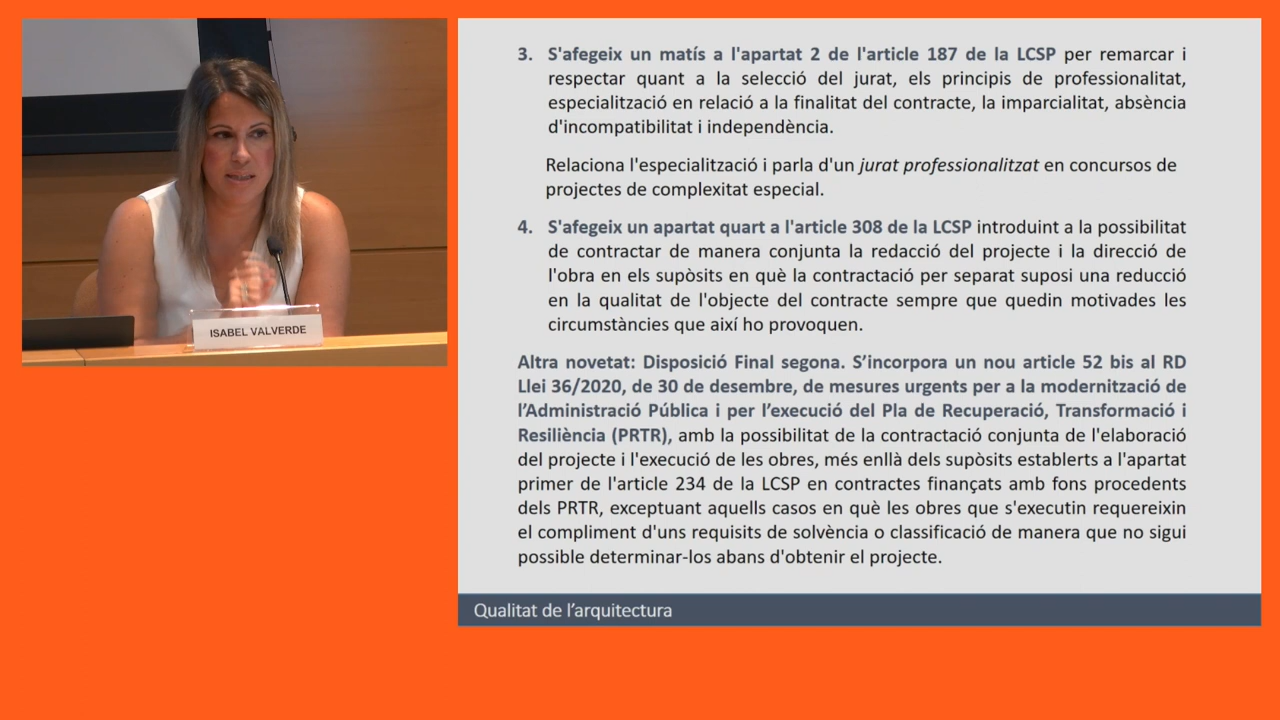 ISABEL VALVERDE
3. S'afegeix un matís a l'apartat 2 de l'article 187 de la LCSP per remarcar i
respectar quant a la selecció del jurat, els principis de professionalitat,
especialització en relació a la finalitat del contracte, la imparcialitat, absència
d'incompatibilitat i independència.
Relaciona l'especialització i parla d'un jurat professionalitzat en concursos de
projectes de complexitat especial.
4. S'afegeix un apartat quart a l'article 308 de la LCSP introduint a la possibilitat
de contractar de manera conjunta la redacció del projecte i la direcció de
l'obra en els supòsits en què la contractació per separat suposi una reducció
en la qualitat de l'objecte del contracte sempre que quedin motivades les
circumstàncies que així ho provoquen.
Altra novetat: Disposició Final segona. S’incorpora un nou article 52 bis al RD
Llei 36/2020, de 30 de desembre, de mesures urgents per a la modernització de
l’Administració Pública i per l’execució del Pla de Recuperació, Transformació i
Resiliència (PRTR), amb la possibilitat de la contractació conjunta de l'elaboració
del projecte i l'execució de les obres, més enllà dels supòsits establerts a l'apartat
primer de l'article 234 de la LCSP en contractes finançats amb fons procedents
dels PRTR, exceptuant aquells casos en què les obres que s'executin requereixin
el compliment d'uns requisits de solvència o classificació de manera que no sigui
possible determinar-los abans d'obtenir el projecte.
Qualitat de l’arquitectura